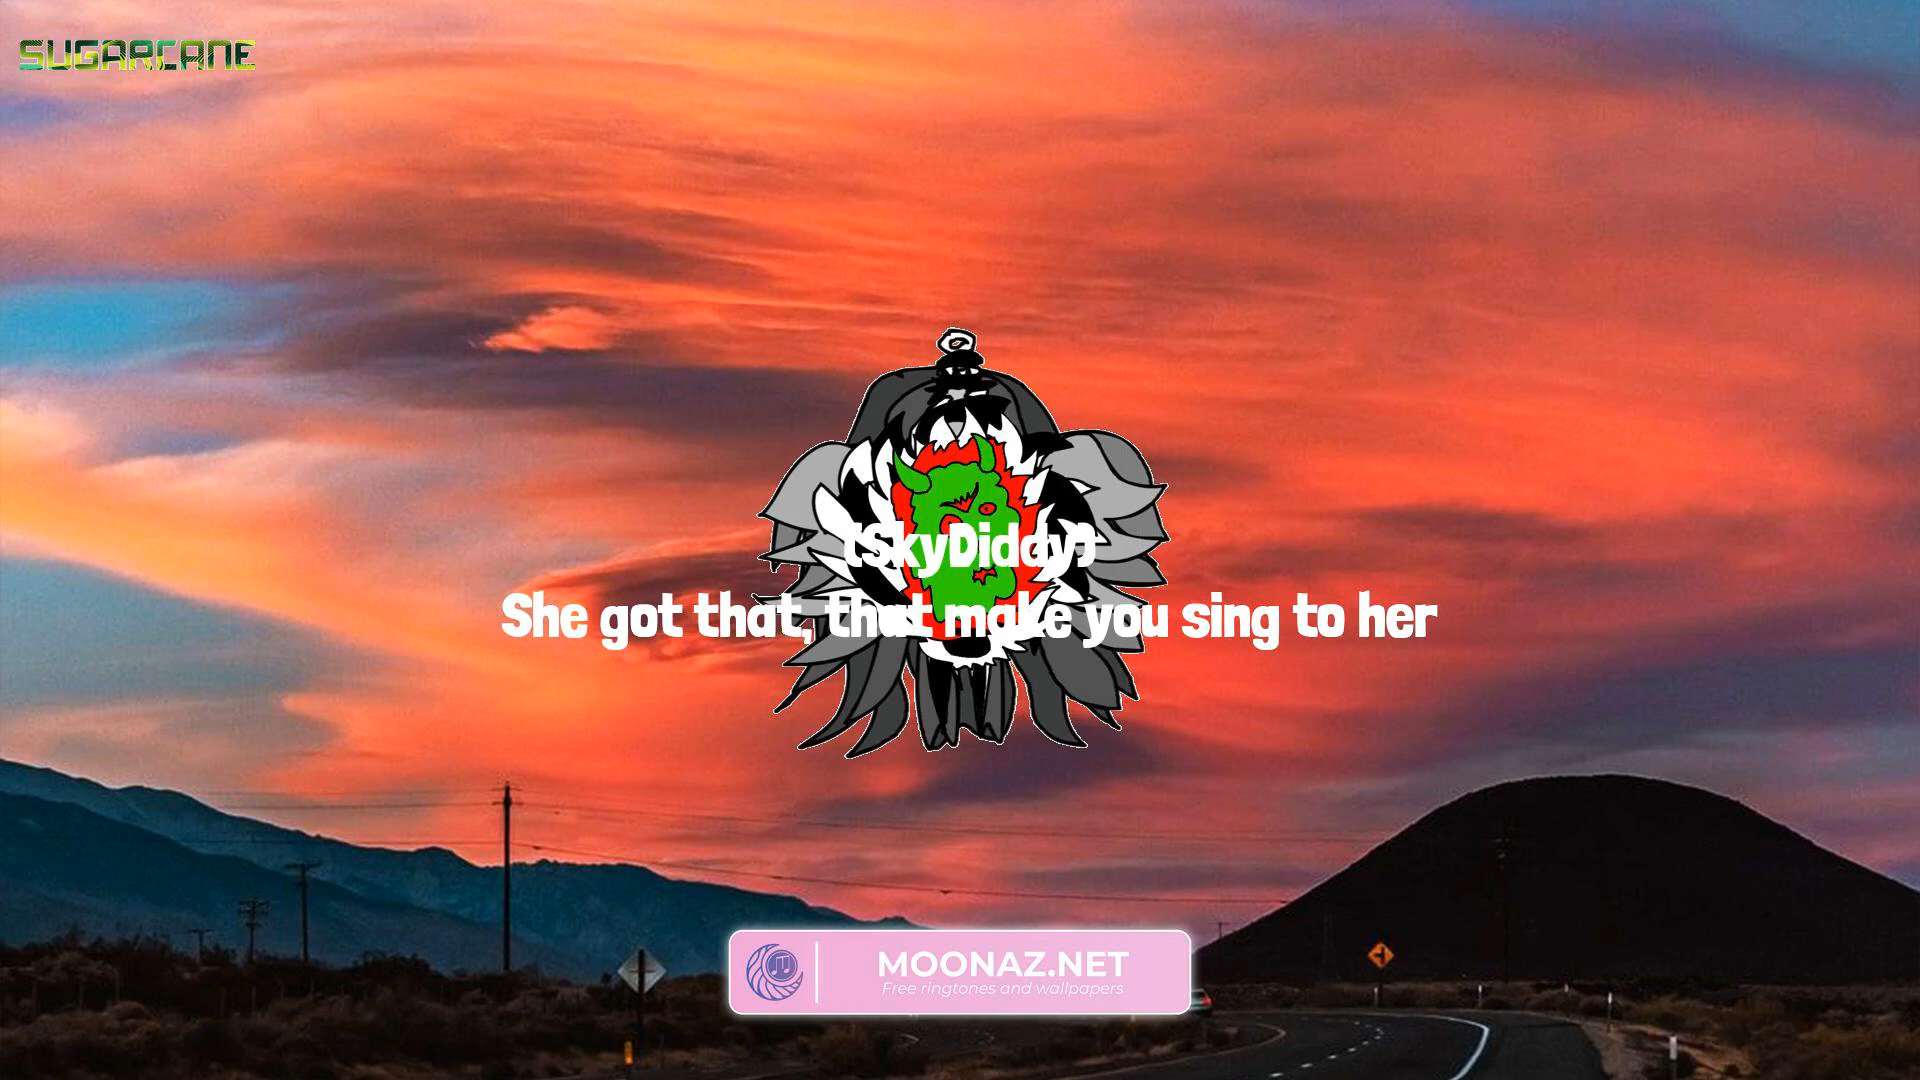 SUGARCANE
(SkyDiddy)
She got that, that make you sing to her
MOONAZ.NET
Free ringtones and wallpapers